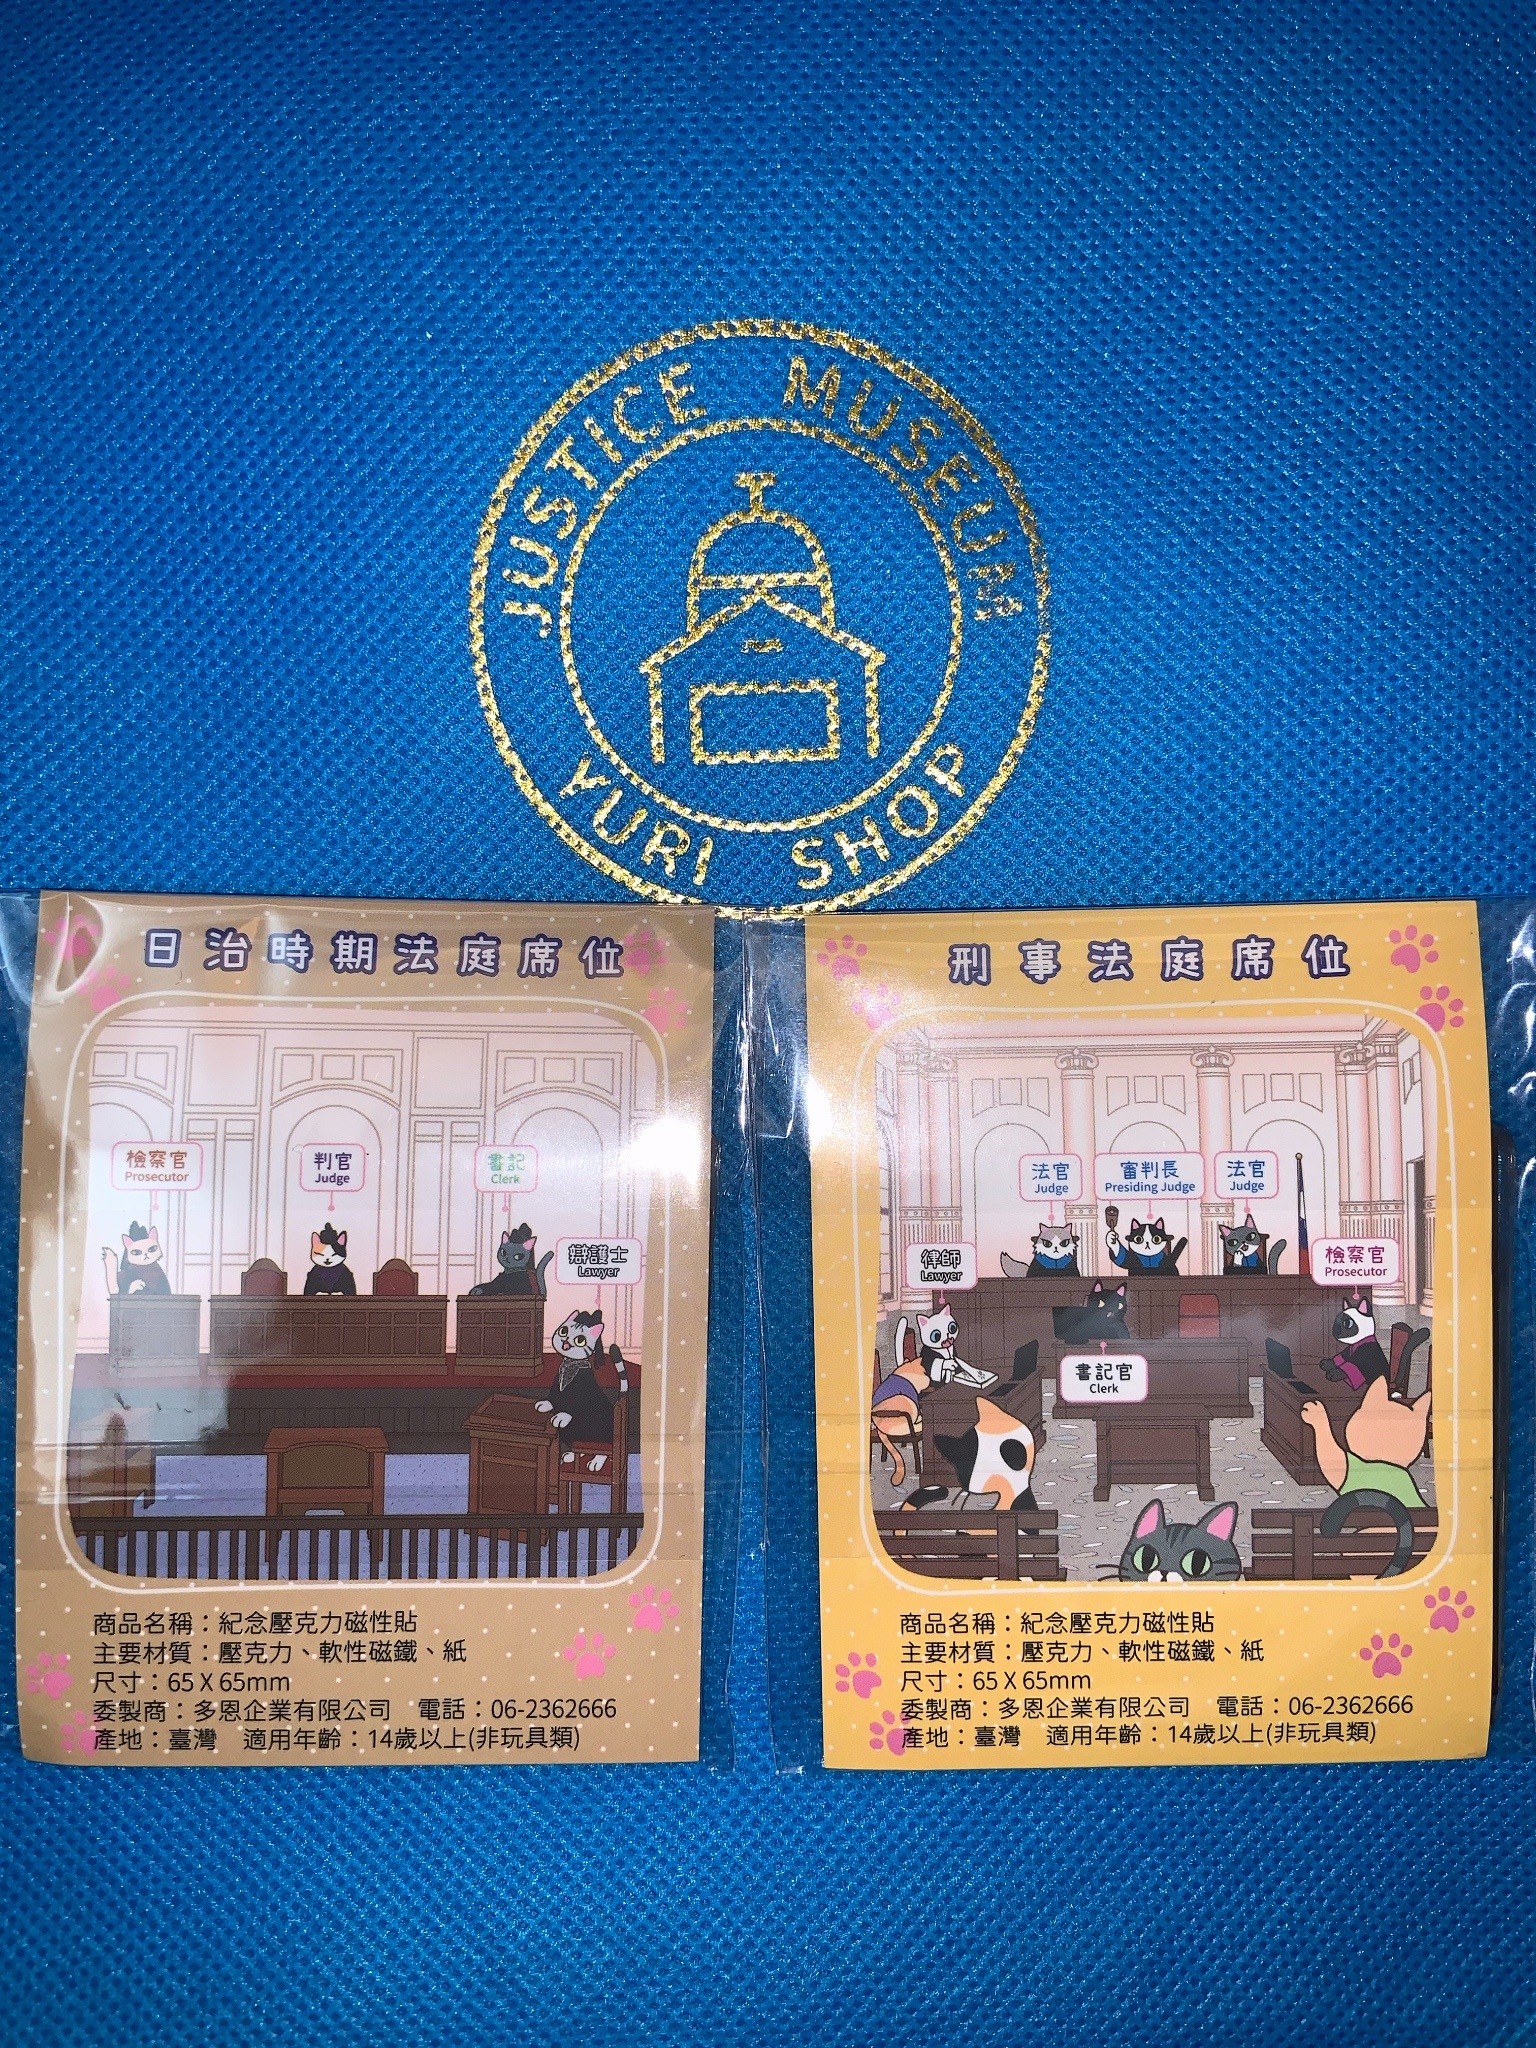 JUSTICE MUSEUM
YURI SHOP
日治時期法庭席位
檢察官
Prosecutor
判官
Judge
書記
Clerk
辯護士
Lawyer
商品名稱：紀念壓克力磁性貼
主要材質：壓克力、軟性磁鐵、紙
尺寸：65 X 65mm
委製商：多恩企業有限公司 電話：06-2362666
產地：臺灣 適用年齡：14歲以上(非玩具類)
刑事法庭席位
法官
Judge
審判長
Presiding Judge
法官
Judge
律師
Lawyer
檢察官
Prosecutor
書記官
Clerk
商品名稱：紀念壓克力磁性貼
主要材質：壓克力、軟性磁鐵、紙
尺寸：65 X 65mm
委製商：多恩企業有限公司 電話：06-2362666
產地：臺灣 適用年齡：14歲以上(非玩具類)